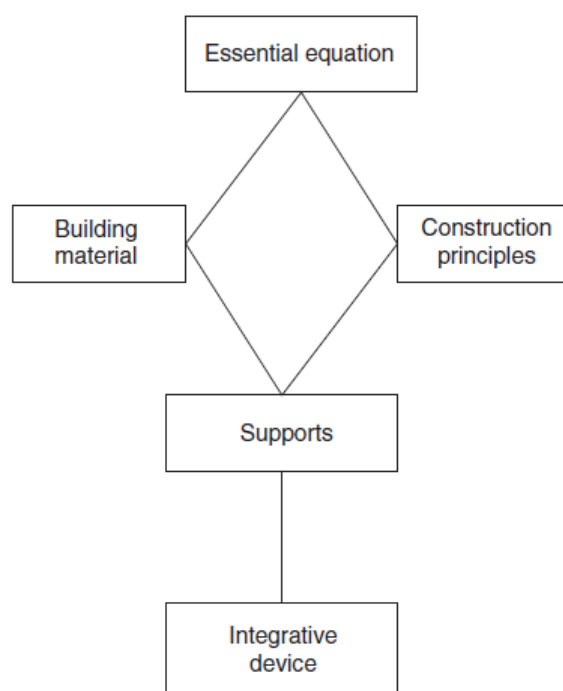 Essential equation
Building
material
Construction
principles
Supports
Integrative
device